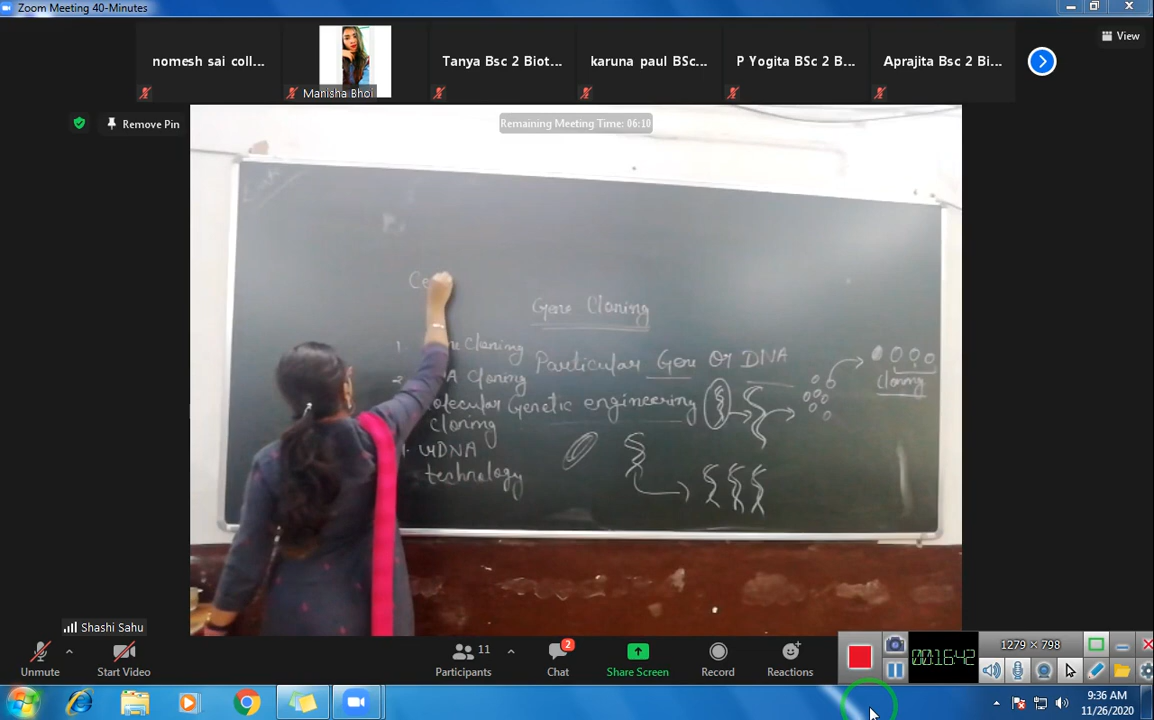 Zoom Meeting 40-Minutes
View
nomesh sai coll...
Manisha Bhoi
Tanya Bsc 2 Biot...
karuna paul BSc...
P Yogita BSc 2 B...
Aprajita Bsc 2 Bi...
Remove Pin
Remaining Meeting Time: 06:10
Ce
Gene Cloning
1.
Cloning
Particular Gene Or DNA
Cloning
Cloning
Genetic engineering
Cloning
rDNA
technology
Shashi Sahu
Unmute
Start Video
Participants
11
Chat
2
Share Screen
Record
Reactions
00:16:42
1279 × 798
9:36 AM
11/26/2020